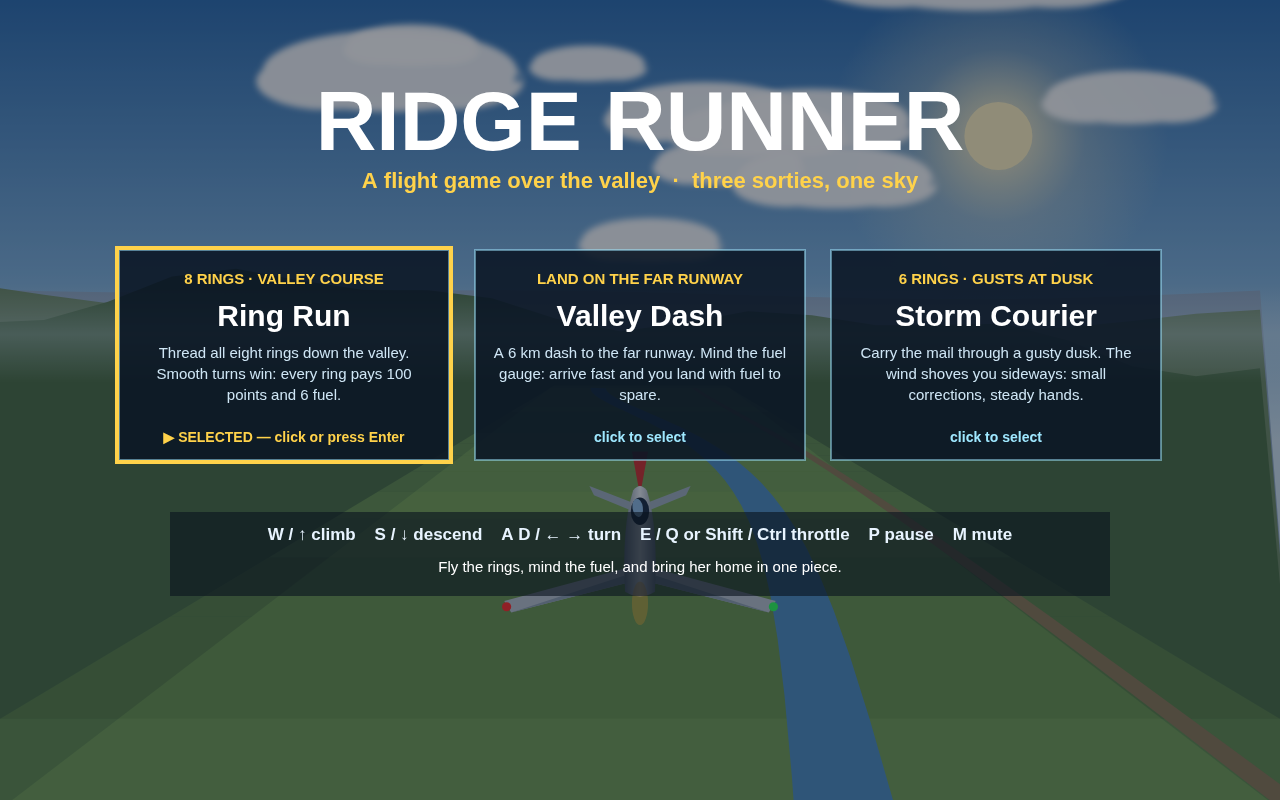 RIDGE RUNNER
A flight game over the valley · three sorties, one sky
8 RINGS · VALLEY COURSE
Ring Run
Thread all eight rings down the valley.
Smooth turns win: every ring pays 100
points and 6 fuel.
▶ SELECTED — click or press Enter
LAND ON THE FAR RUNWAY
Valley Dash
A 6 km dash to the far runway. Mind the fuel
gauge: arrive fast and you land with fuel to
spare.
click to select
6 RINGS · GUSTS AT DUSK
Storm Courier
Carry the mail through a gusty dusk. The
wind shoves you sideways: small
corrections, steady hands.
click to select
W / ↑ climb S / ↓ descend A D / ← → turn E / Q or Shift / Ctrl throttle P pause M mute
Fly the rings, mind the fuel, and bring her home in one piece.